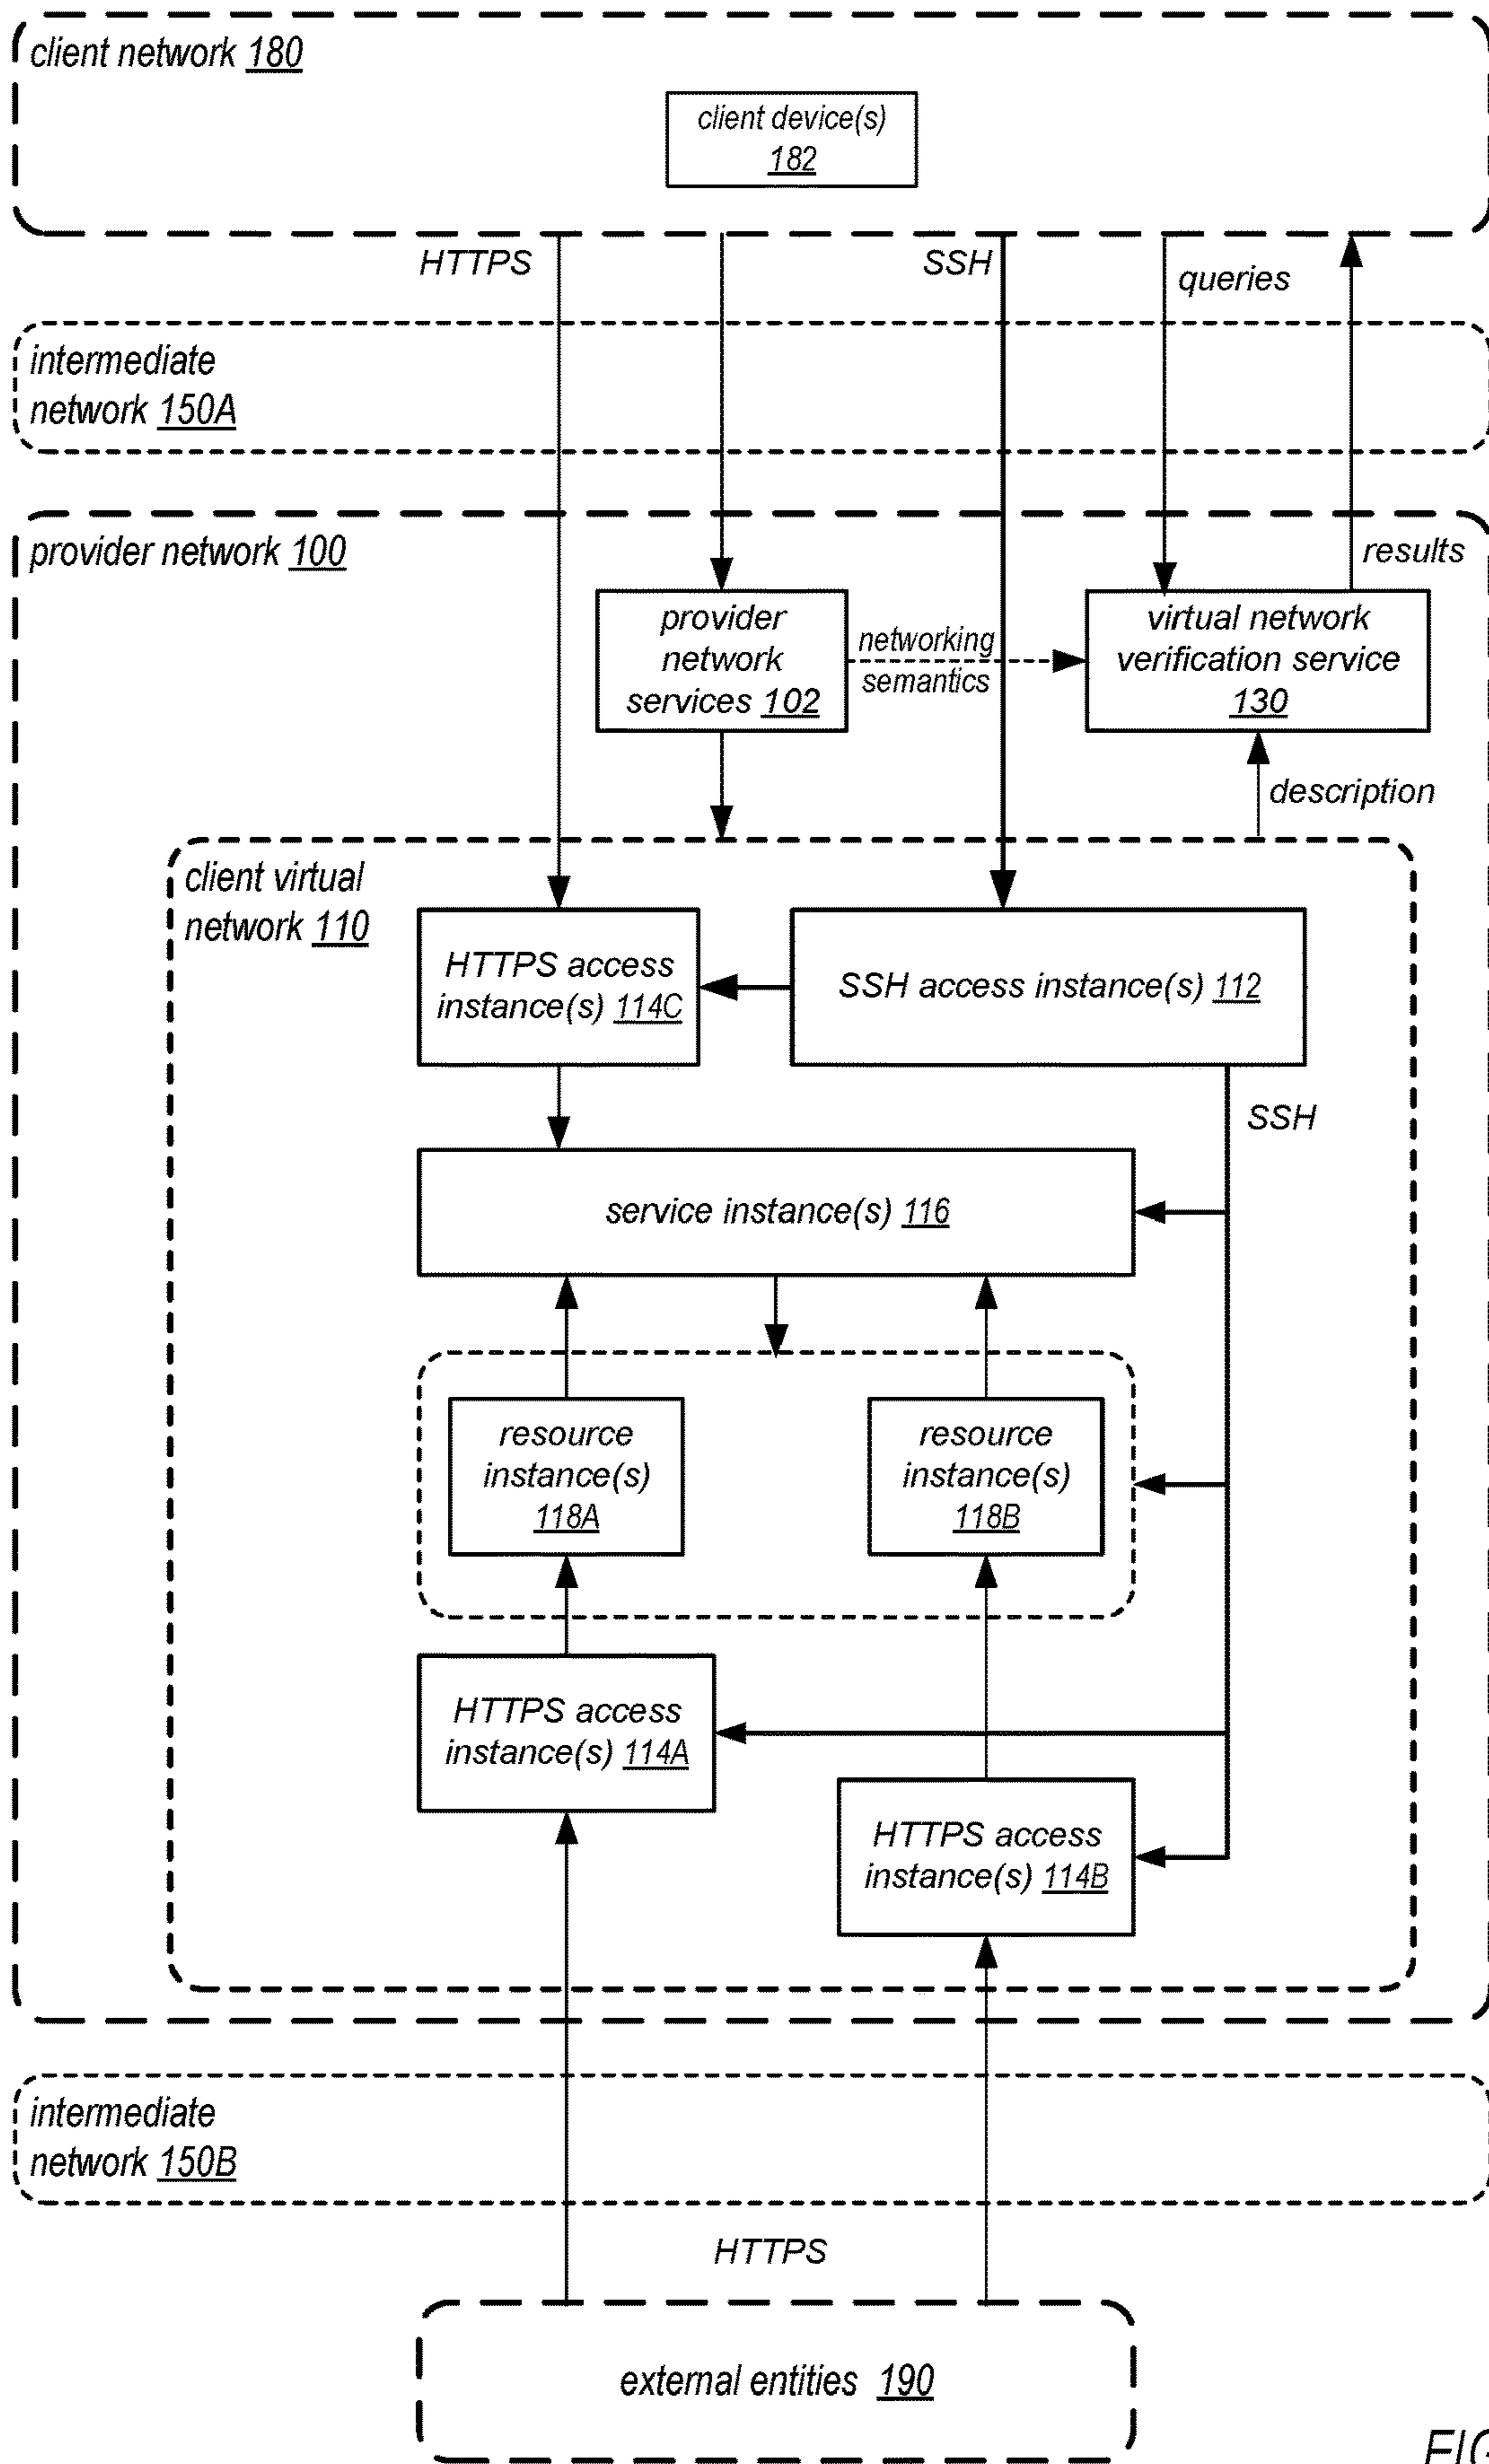 client network 180
client device(s)
182
HTTPS
SSH
queries
intermediate
network 150A
provider network 100
results
provider
network
services 102
networking
semantics
virtual network
verification service
130
description
client virtual
network 110
HTTPS access
instance(s) 114C
SSH access instance(s) 112
SSH
service instance(s) 116
resource
instance(s)
118A
resource
instance(s)
118B
HTTPS access
instance(s) 114A
HTTPS access
instance(s) 114B
intermediate
network 150B
HTTPS
external entities 190
FIG